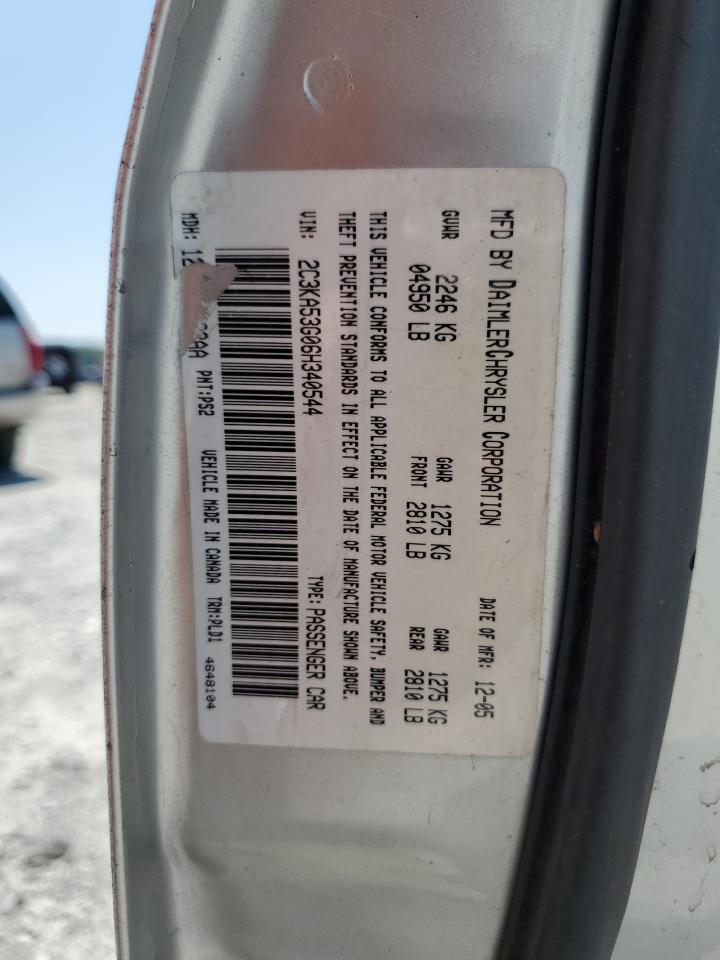 MFD BY DAIMLERCHRYSLER CORPORATION DATE OF MFR: 12-05
GVWR 2246 KG GAWR 1275 KG GAWR 1275 KG
04950 LB FRONT 2810 LB REAR 2810 LB
THIS VEHICLE CONFORMS TO ALL APPLICABLE FEDERAL MOTOR VEHICLE SAFETY, BUMPER AND
THEFT PREVENTION STANDARDS IN EFFECT ON THE DATE OF MANUFACTURE SHOWN ABOVE.
VIN: 2C3KA53G06H340544 TYPE: PASSENGER CAR
MDH: PNT:PS2 VEHICLE MADE IN CANADA TRM:PLD1
4648104